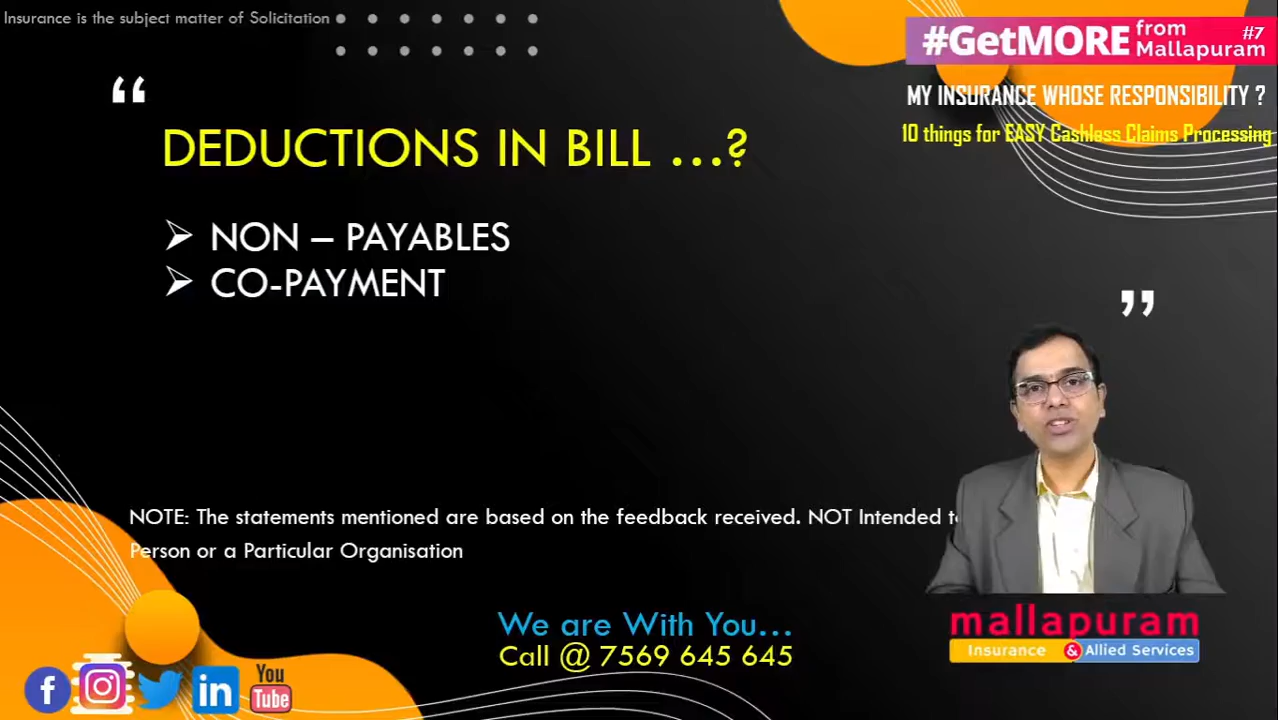 Insurance is the subject matter of Solicitation
#GetMORE from Mallapuram #7
MY INSURANCE WHOSE RESPONSIBILITY ?
10 things for EASY Cashless Claims Processing
“
DEDUCTIONS IN BILL ...?
➢ NON – PAYABLES
➢ CO-PAYMENT
”
NOTE: The statements mentioned are based on the feedback received. NOT Intended
Person or a Particular Organisation
We are With You...
Call @ 7569 645 645
mallapuram
Insurance & Allied Services
f
in
You
Tube